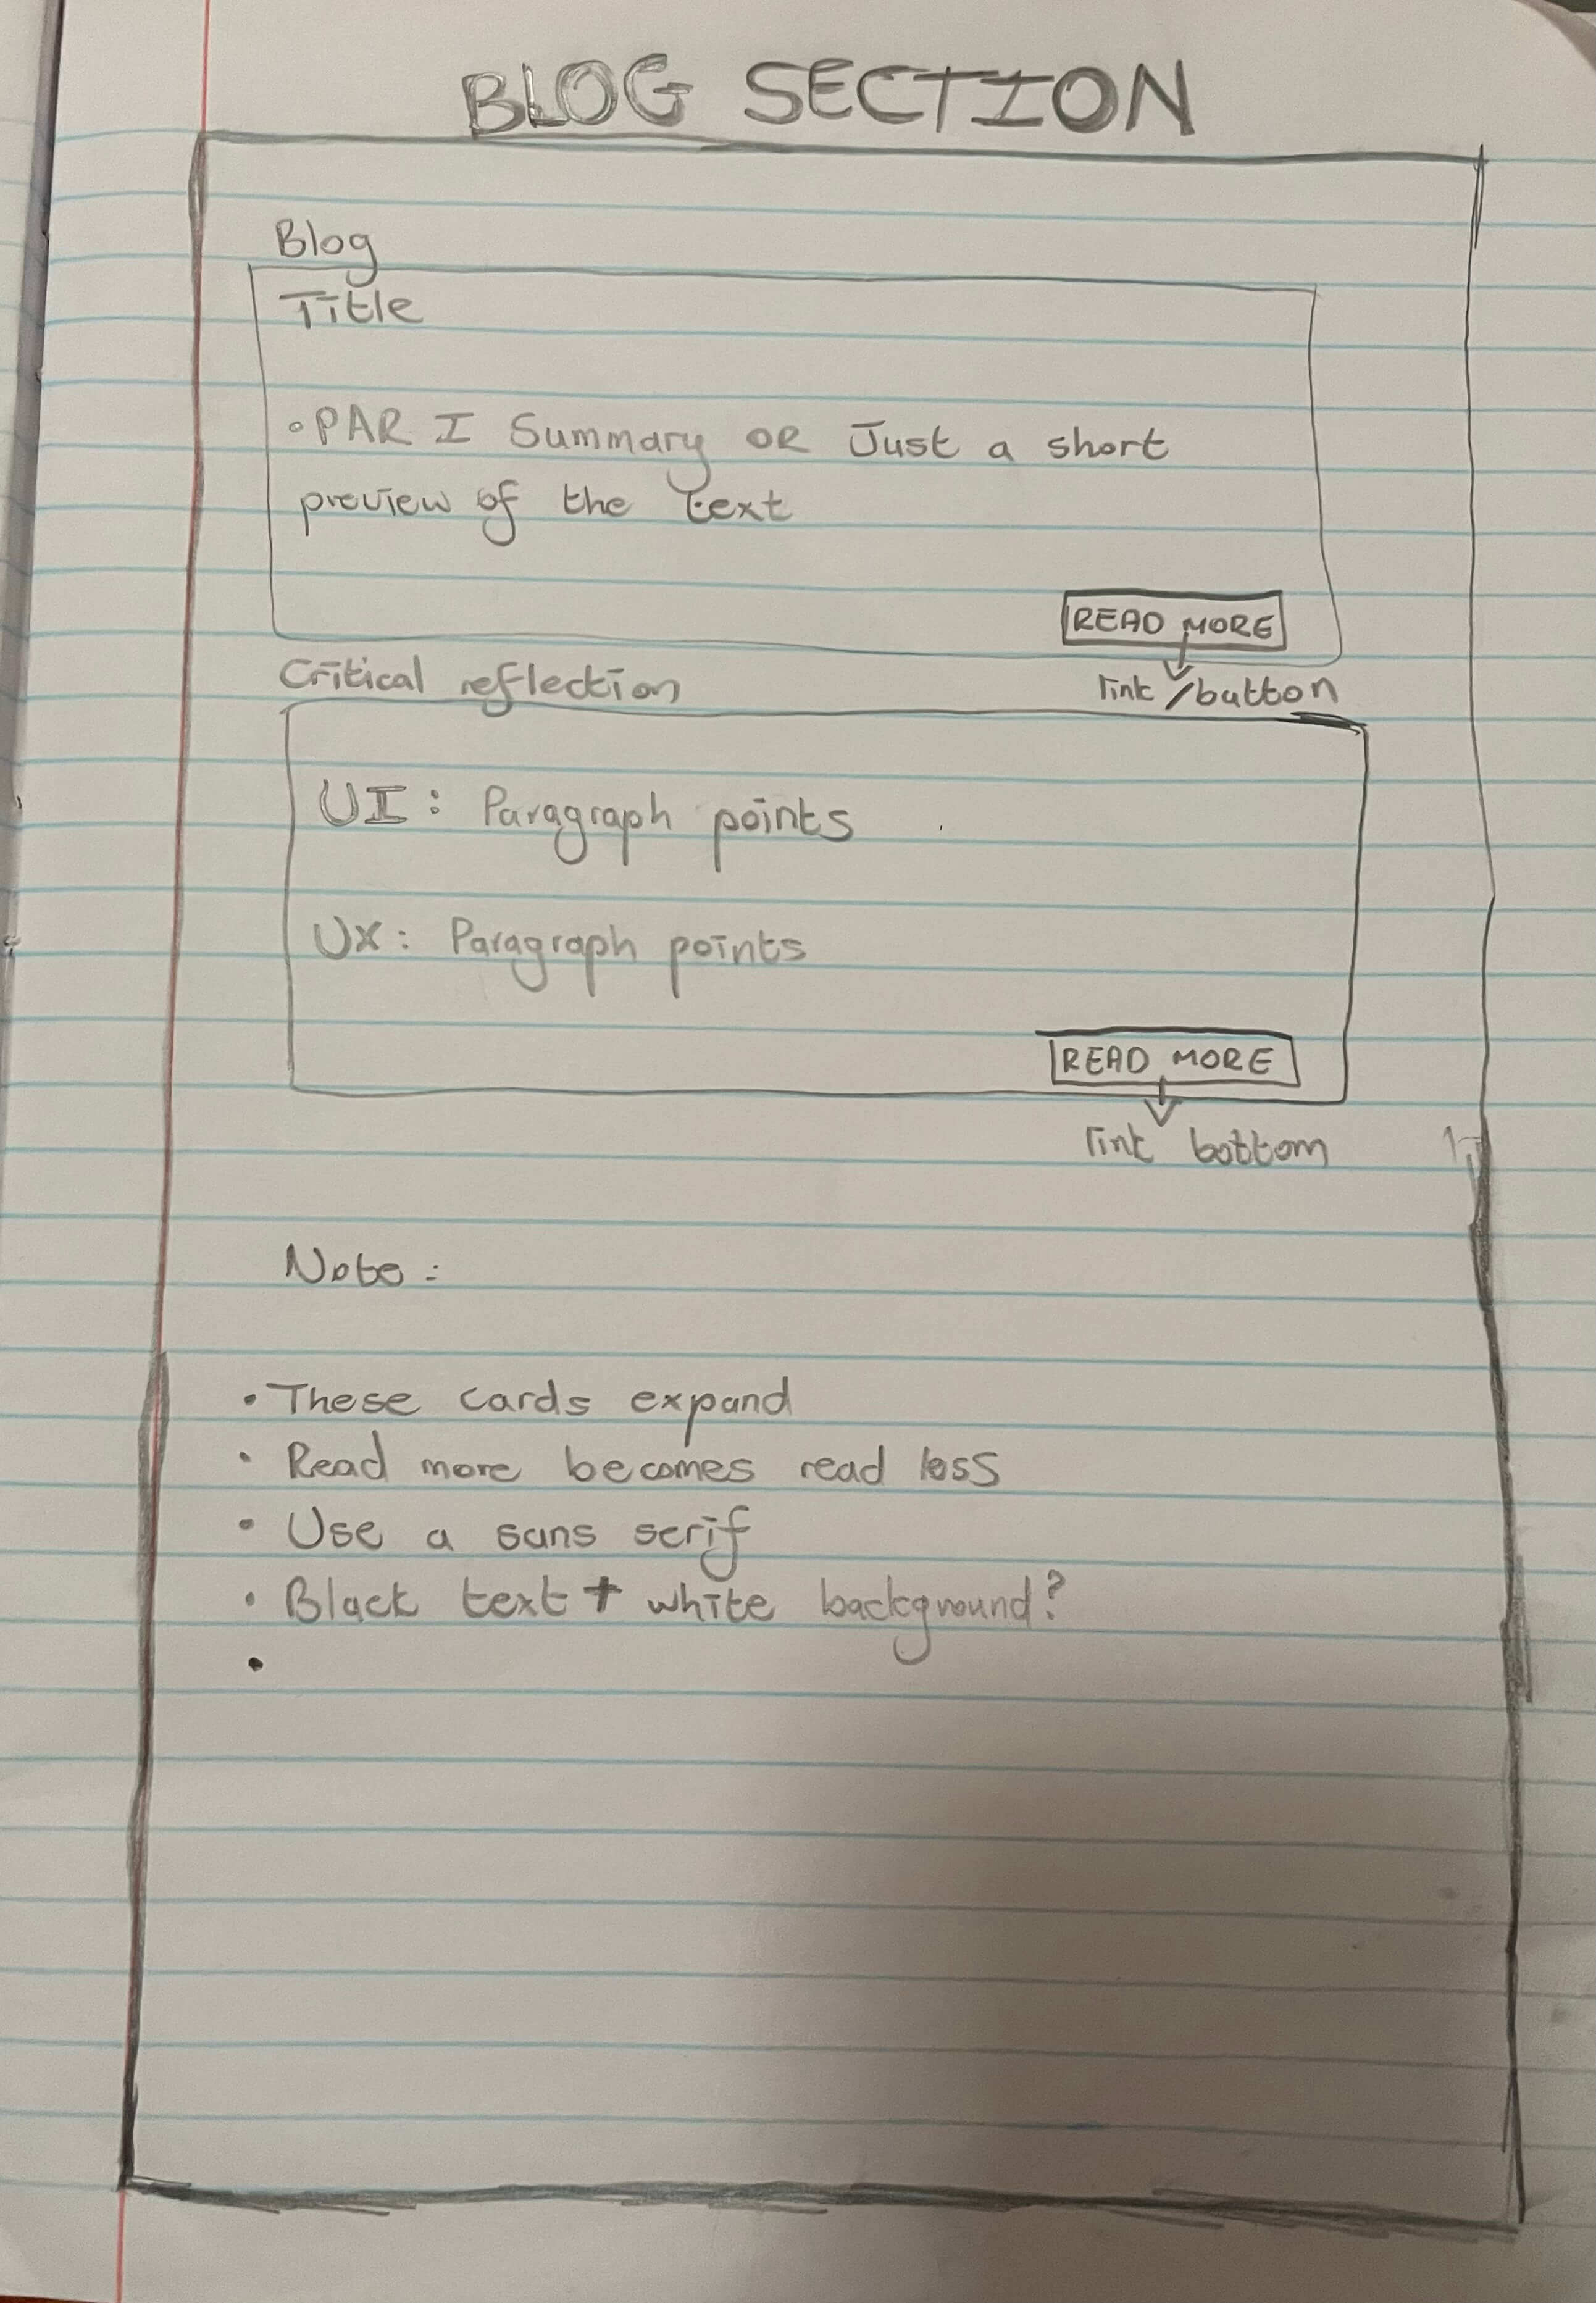 BLOG SECTION
Blog
Title
• PAR I Summary OR Just a short
preview of the text
READ MORE
link/button
Critical reflection
UI: Paragraph points
UX: Paragraph points
READ MORE
link bottom
Note:
• These cards expand
• Read more becomes read less
• Use a sans serif
• Black text + white background?
•